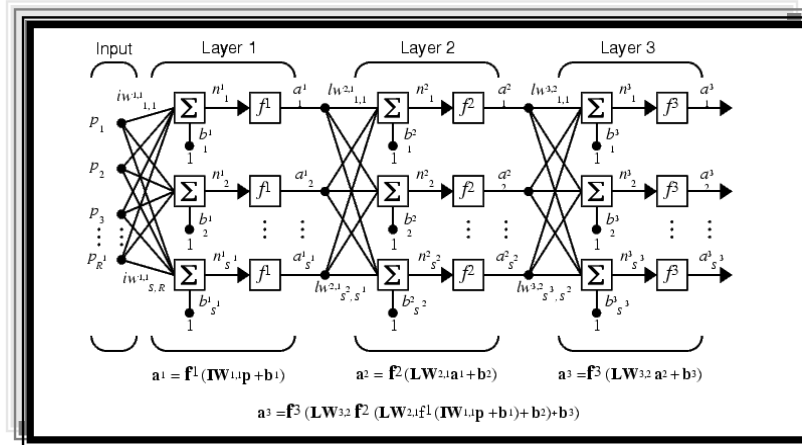 Input Layer 1 Layer 2 Layer 3
iw1,1 1,1 n1 1 a1 1 lw2,1 1,1 n2 1 a2 1 lw3,2 1,1 n3 1 a3 1
Σ f1 Σ f2 Σ f3
p1
b1 1 b2 1 b3 1
1 1 1
p2
n1 2 a1 2 n2 2 a2 2 n3 2 a3 2
Σ f1 Σ f2 Σ f3
p3
b1 2 b2 2 b3 2
1 1 1
pR1
n1 S1 a1 S1 n2 S2 a2 S2 n3 S3 a3 S3
Σ f1 Σ f2 Σ f3
iw1,1 S,R lw2,1 S2,S1 lw3,2 S3,S2
b1 S1 b2 S2 b3 S3
1 1 1
a1 = f1 (IW1,1p +b1) a2 = f2 (LW2,1a1+b2) a3 =f3 (LW3,2 a2+b3)
a3 =f3 (LW3,2 f2 (LW2,1f1(IW1,1p +b1)+b2)+b3)